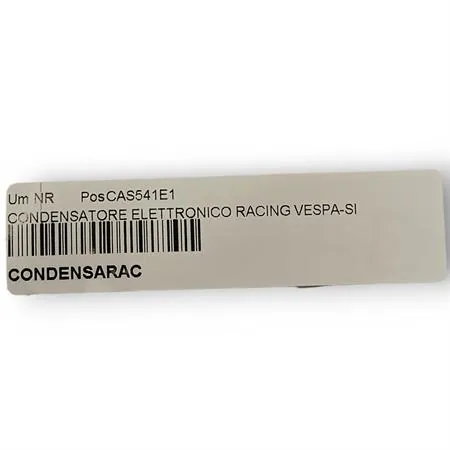 Um NR PosCAS541E1
CONDENSATORE ELETTRONICO RACING VESPA-SI
CONDENSARAC